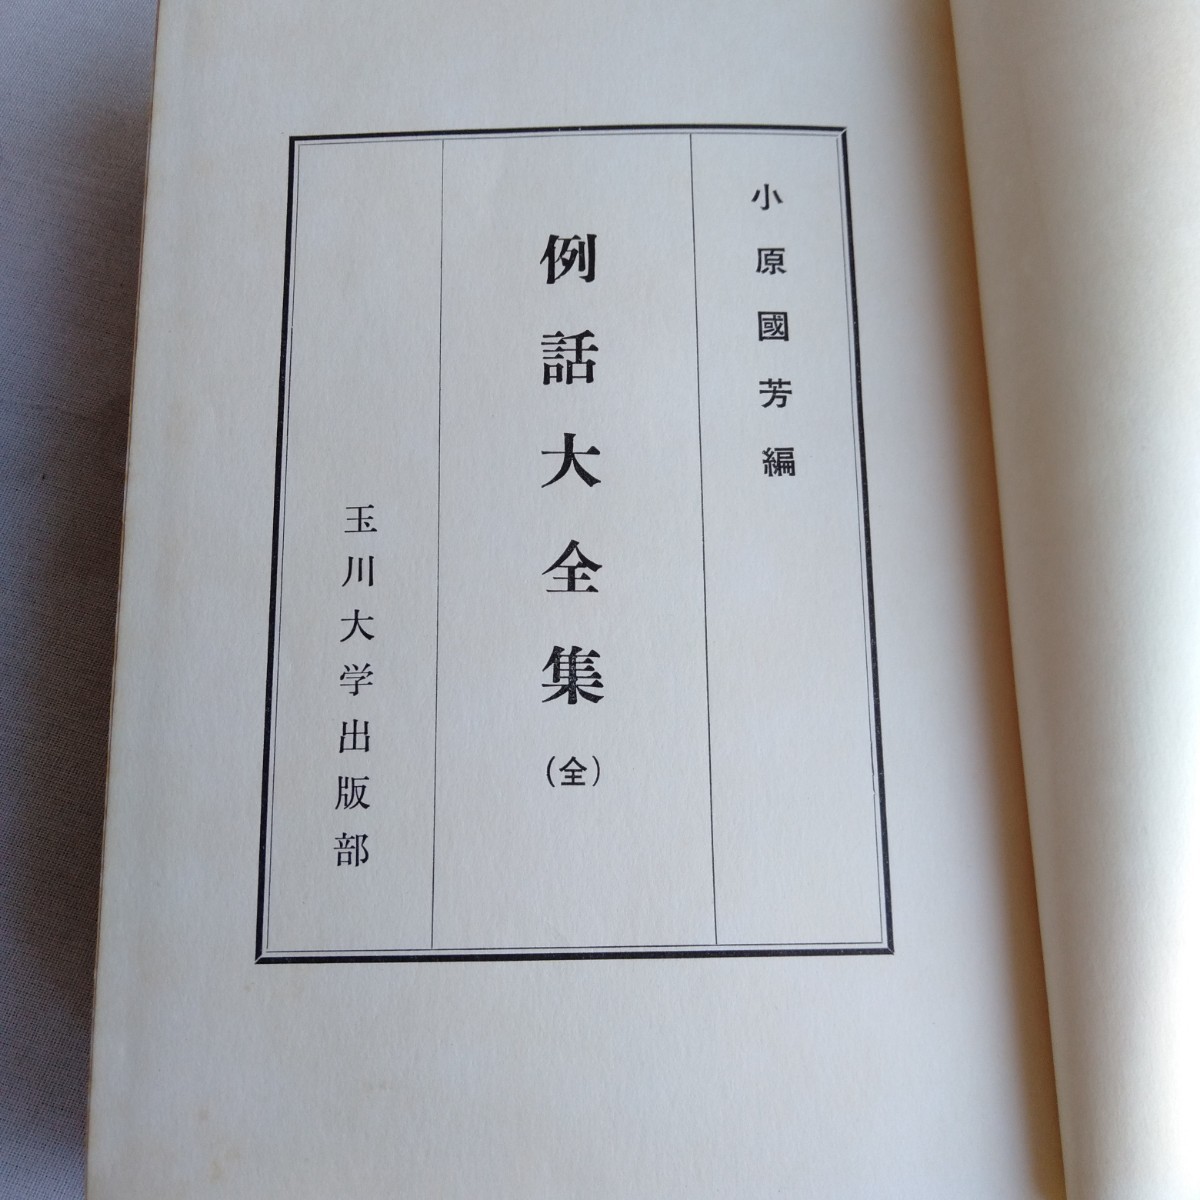 小原國芳編
例話大全集(全)
玉川大学出版部